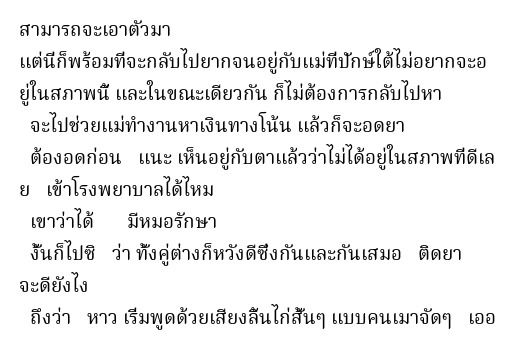 สามารถจะเอาตัวมา
แต่นี่ก็พร้อมที่จะกลับไปยากจนอยู่กับแม่ที่ปักษ์ใต้ไม่อยากจะอ
ยู่ในสภาพนี้ และในขณะเดียวกัน ก็ไม่ต้องการกลับไปหา
จะไปช่วยแม่ทำงานหาเงินทางโน้น แล้วก็จะอดยา
ต้องอดก่อน แนะ เห็นอยู่กับตาแล้วว่าไม่ได้อยู่ในสภาพที่ดีเล
ย เข้าโรงพยาบาลได้ไหม
เขาว่าได้ มีหมอรักษา
งั้นก็ไปซิ ว่า ทั้งคู่ต่างก็หวังดีซึ่งกันและกันเสมอ ติดยา
จะดียังไง
ถึงว่า หาว เริ่มพูดด้วยเสียงลิ้นไก่สั้นๆ แบบคนเมาจัดๆ เออ